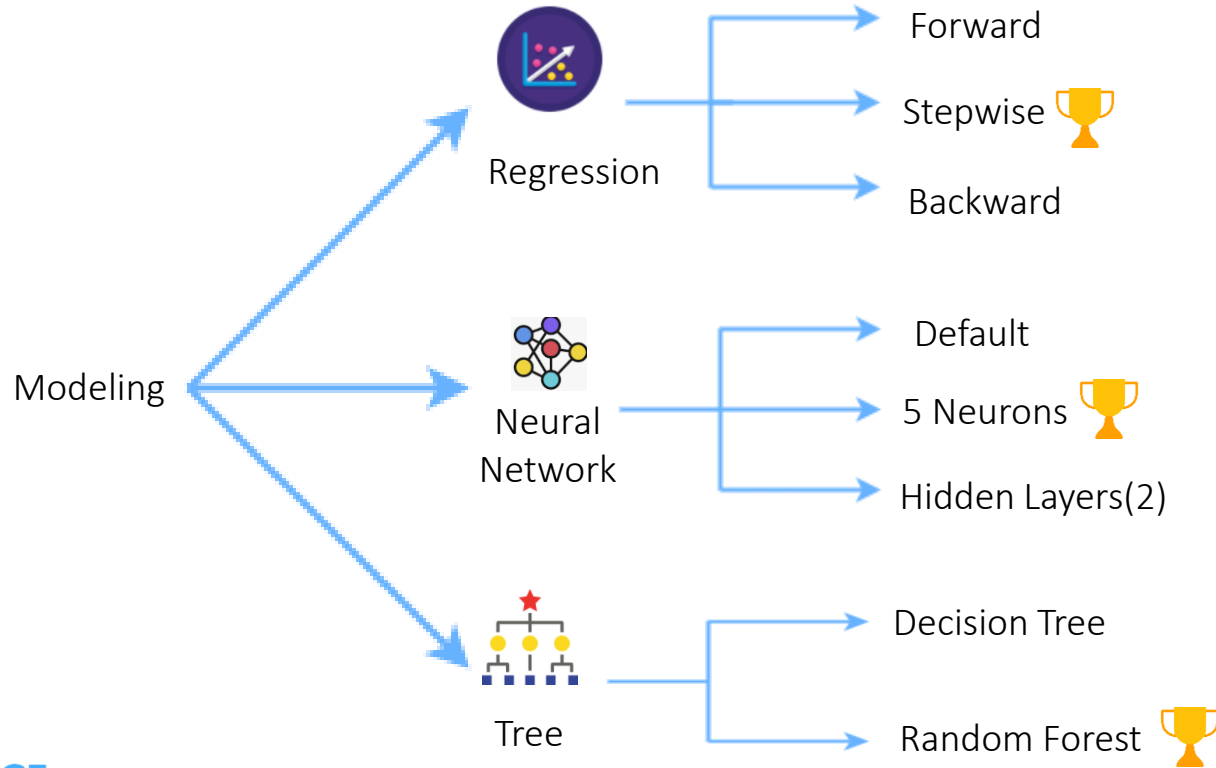 Forward
Stepwise
Regression
Backward
Modeling
Default
Neural
Network
5 Neurons
Hidden Layers(2)
Decision Tree
Tree
Random Forest